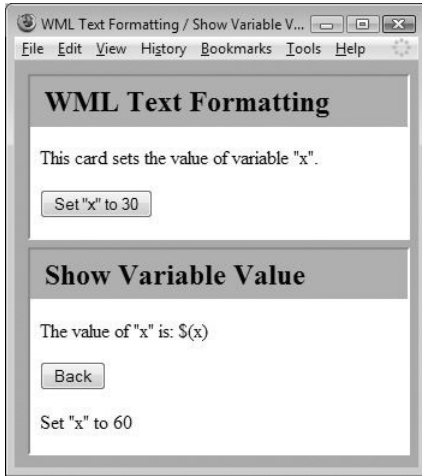 WML Text Formatting / Show Variable V...
File Edit View History Bookmarks Tools Help
WML Text Formatting
This card sets the value of variable "x".
Set "x" to 30
Show Variable Value
The value of "x" is: $(x)
Back
Set "x" to 60